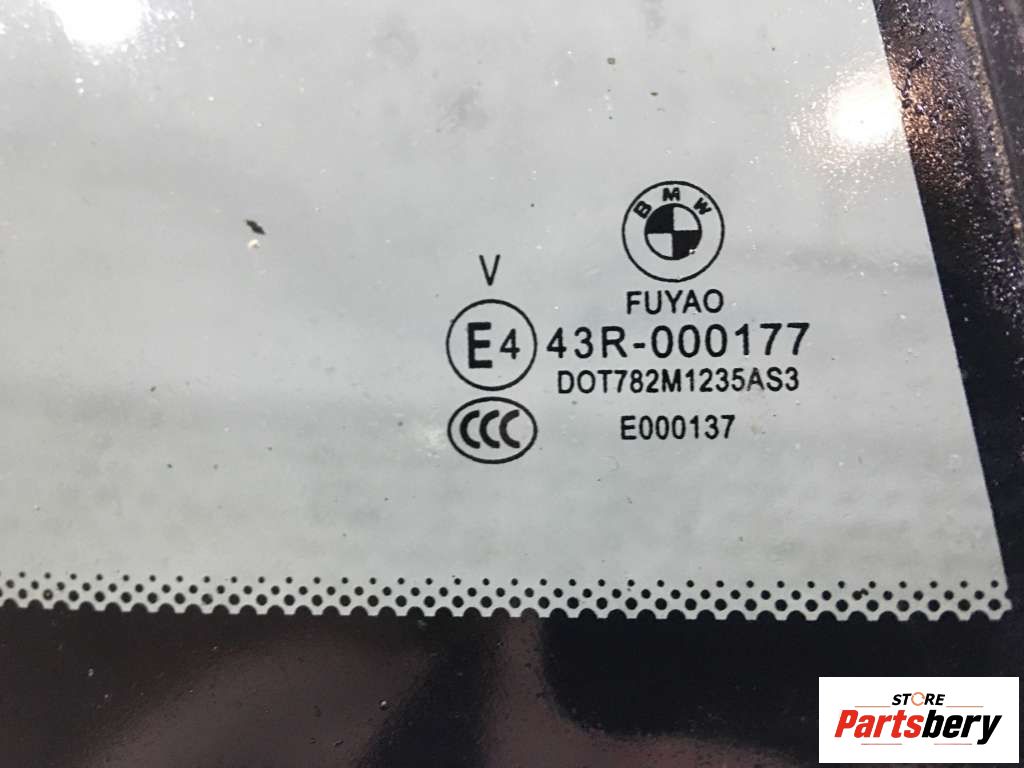 BMW
FUYAO
V
E4 43R-000177
DOT782M1235AS3
CCC E000137
STORE
Partsbery